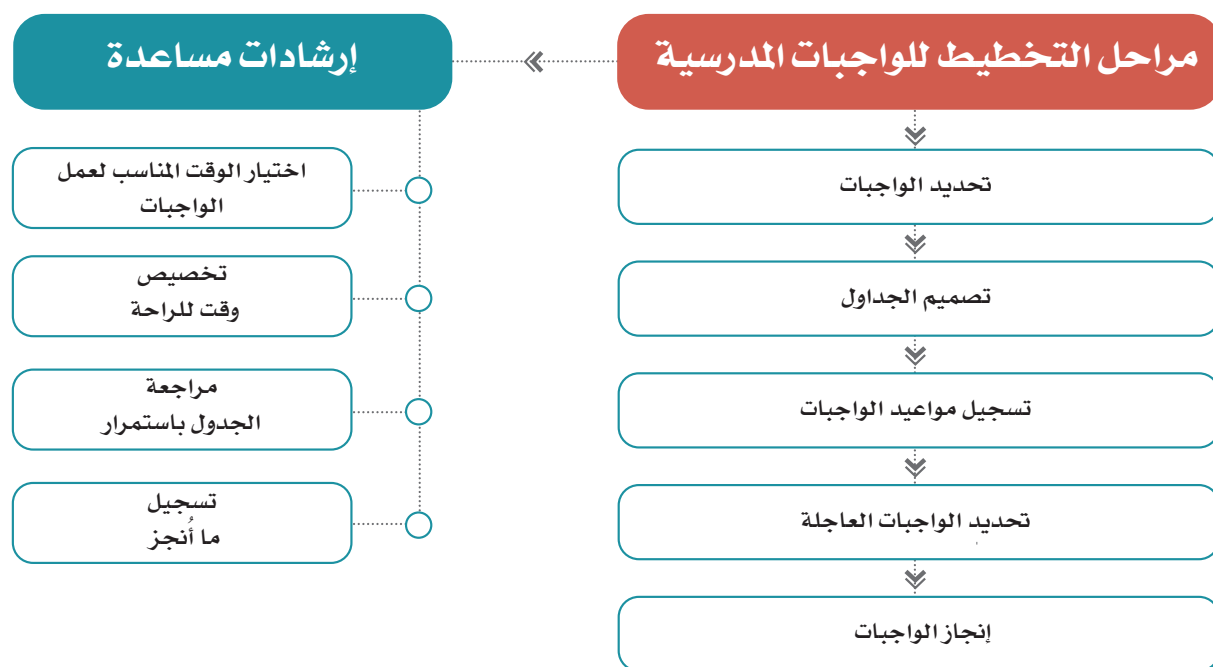 مراحل التخطيط للواجبات المدرسية
تحديد الواجبات
تصميم الجداول
تسجيل مواعيد الواجبات
تحديد الواجبات العاجلة
إنجاز الواجبات
إرشادات مساعدة
اختيار الوقت المناسب لعمل
الواجبات
تخصيص
وقت للراحة
مراجعة
الجدول باستمرار
تسجيل
ما أُنجز